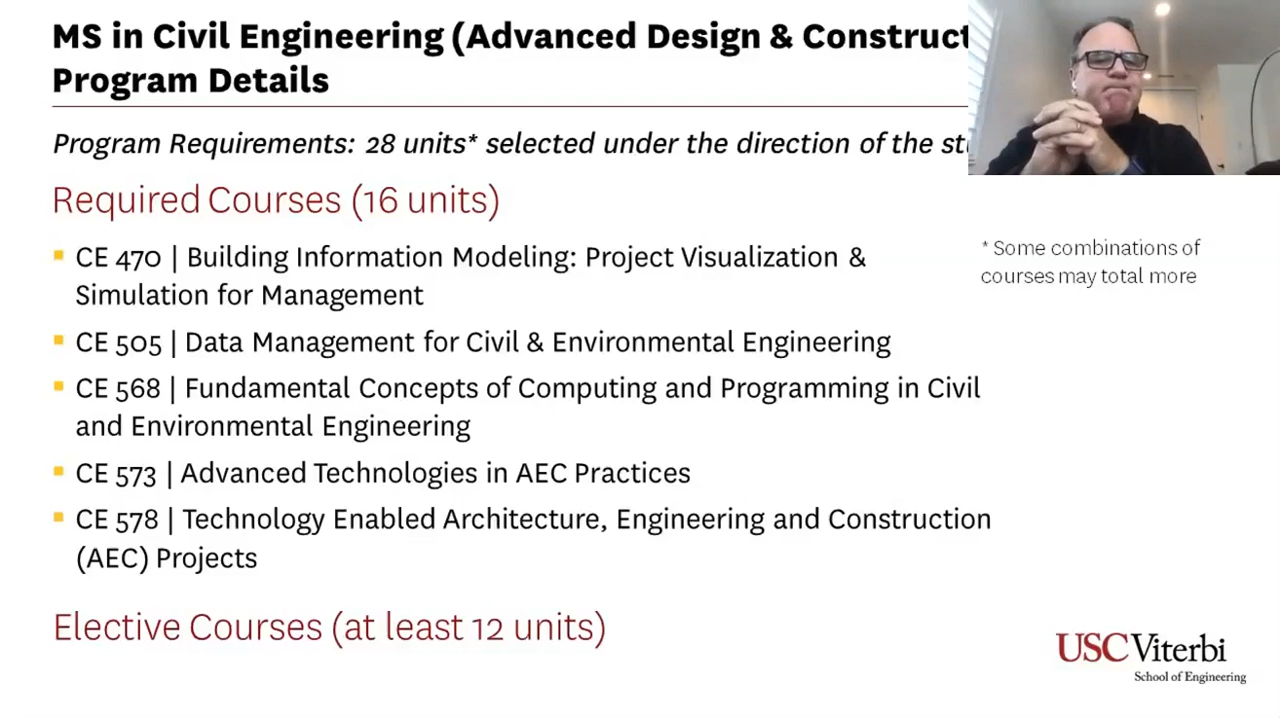 MS in Civil Engineering (Advanced Design & Construct
Program Details
Program Requirements: 28 units* selected under the direction of the st
Required Courses (16 units)
* Some combinations of
courses may total more
▪ CE 470 | Building Information Modeling: Project Visualization &
Simulation for Management
▪ CE 505 | Data Management for Civil & Environmental Engineering
▪ CE 568 | Fundamental Concepts of Computing and Programming in Civil
and Environmental Engineering
▪ CE 573 | Advanced Technologies in AEC Practices
▪ CE 578 | Technology Enabled Architecture, Engineering and Construction
(AEC) Projects
Elective Courses (at least 12 units)
USC Viterbi
School of Engineering